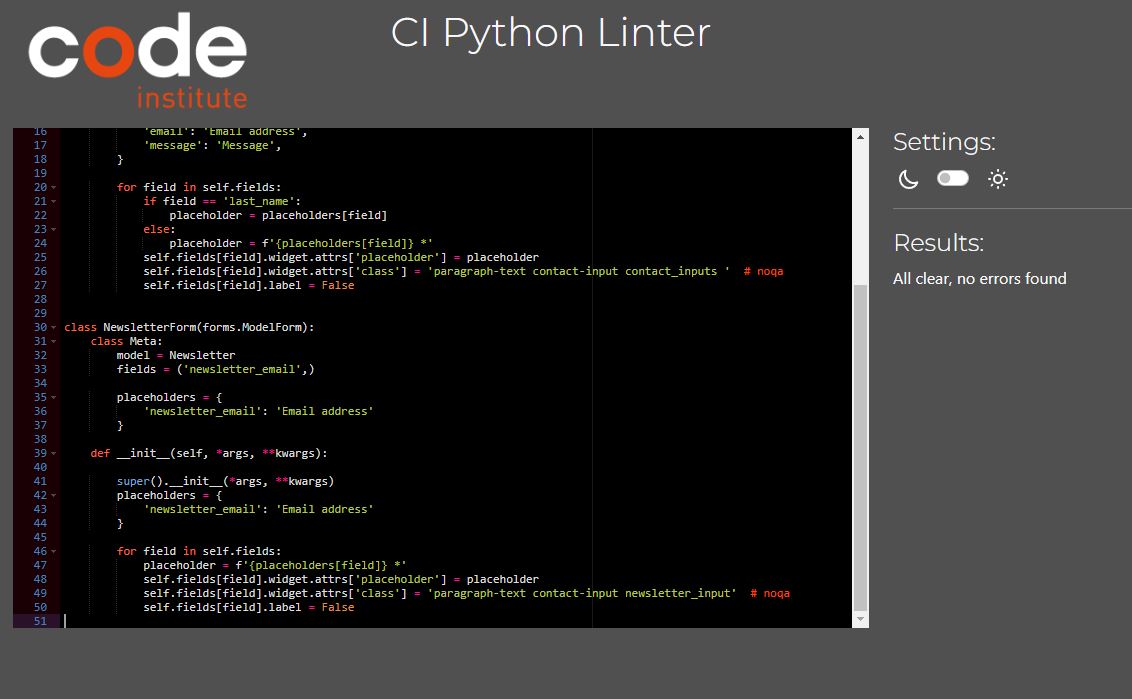 code
institute
CI Python Linter
16 'email': 'Email address',
17 'message': 'Message',
18 }
19
20 for field in self.fields:
21 if field == 'last_name':
22 placeholder = placeholders[field]
23 else:
24 placeholder = f'{placeholders[field]} *'
25 self.fields[field].widget.attrs['placeholder'] = placeholder
26 self.fields[field].widget.attrs['class'] = 'paragraph-text contact-input contact_inputs ' # noqa
27 self.fields[field].label = False
28
29
30 class NewsletterForm(forms.ModelForm):
31 class Meta:
32 model = Newsletter
33 fields = ('newsletter_email',)
34
35 placeholders = {
36 'newsletter_email': 'Email address'
37 }
38
39 def __init__(self, *args, **kwargs):
40
41 super().__init__(*args, **kwargs)
42 placeholders = {
43 'newsletter_email': 'Email address'
44 }
45
46 for field in self.fields:
47 placeholder = f'{placeholders[field]} *'
48 self.fields[field].widget.attrs['placeholder'] = placeholder
49 self.fields[field].widget.attrs['class'] = 'paragraph-text contact-input newsletter_input' # noqa
50 self.fields[field].label = False
51
Settings:
Results:
All clear, no errors found